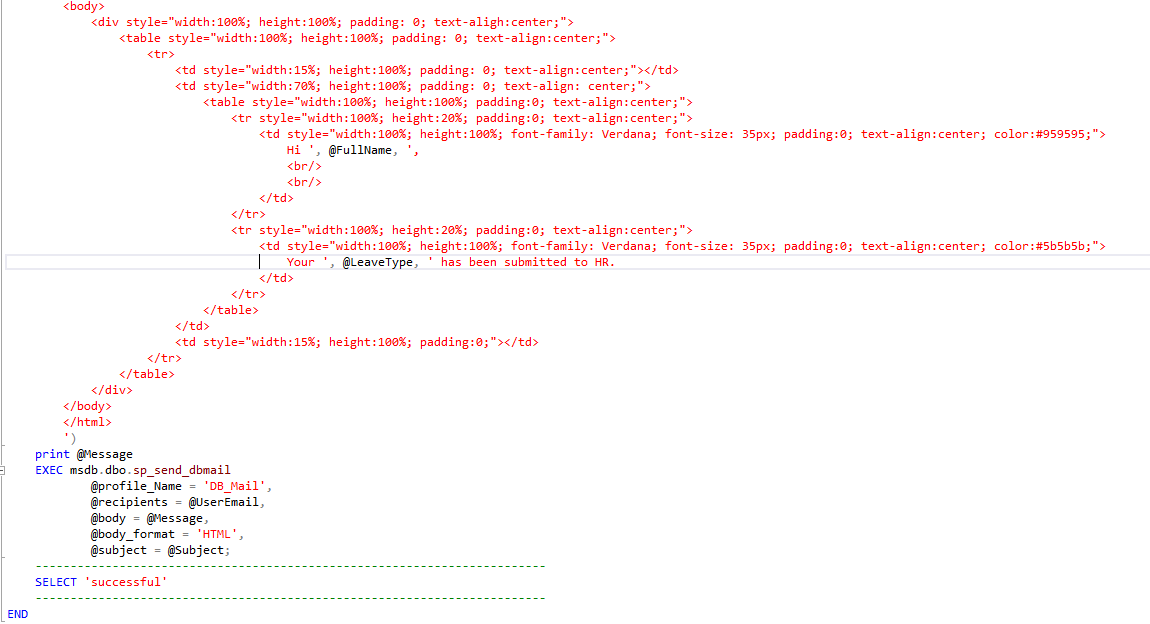 <body>
<div style="width:100%; height:100%; padding: 0; text-aligh:center;">
<table style="width:100%; height:100%; padding: 0; text-align:center;">
<tr>
<td style="width:15%; height:100%; padding: 0; text-align:center;"></td>
<td style="width:70%; height:100%; padding: 0; text-align: center;">
<table style="width:100%; height:100%; padding:0; text-align:center;">
<tr style="width:100%; height:20%; padding:0; text-align:center;">
<td style="width:100%; height:100%; font-family: Verdana; font-size: 35px; padding:0; text-align:center; color:#959595;">
Hi ', @FullName, ',
<br/>
<br/>
</td>
</tr>
<tr style="width:100%; height:20%; padding:0; text-align:center;">
<td style="width:100%; height:100%; font-family: Verdana; font-size: 35px; padding:0; text-align:center; color:#5b5b5b;">
Your ', @LeaveType, ' has been submitted to HR.
</td>
</tr>
</table>
</td>
<td style="width:15%; height:100%; padding:0;"></td>
</tr>
</table>
</div>
</body>
</html>
')
print @Message
EXEC msdb.dbo.sp_send_dbmail
@profile_Name = 'DB_Mail',
@recipients = @UserEmail,
@body = @Message,
@body_format = 'HTML',
@subject = @Subject;
-------------------------------------------------------------------------
SELECT 'successful'
-------------------------------------------------------------------------
END